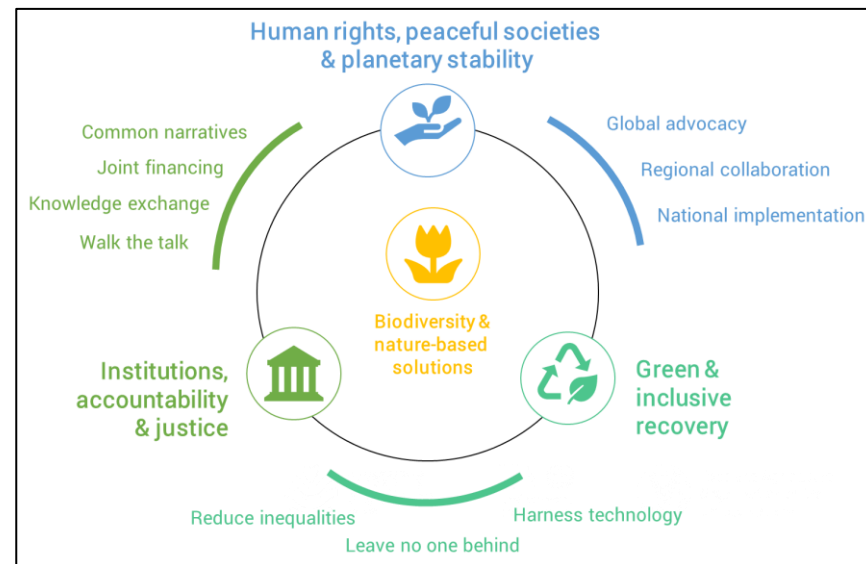 Human rights, peaceful societies
& planetary stability
Common narratives
Joint financing
Knowledge exchange
Walk the talk
Global advocacy
Regional collaboration
National implementation
Biodiversity &
nature-based
solutions
Institutions,
accountability
& justice
Green &
inclusive
recovery
Reduce inequalities
Leave no one behind
Harness technology